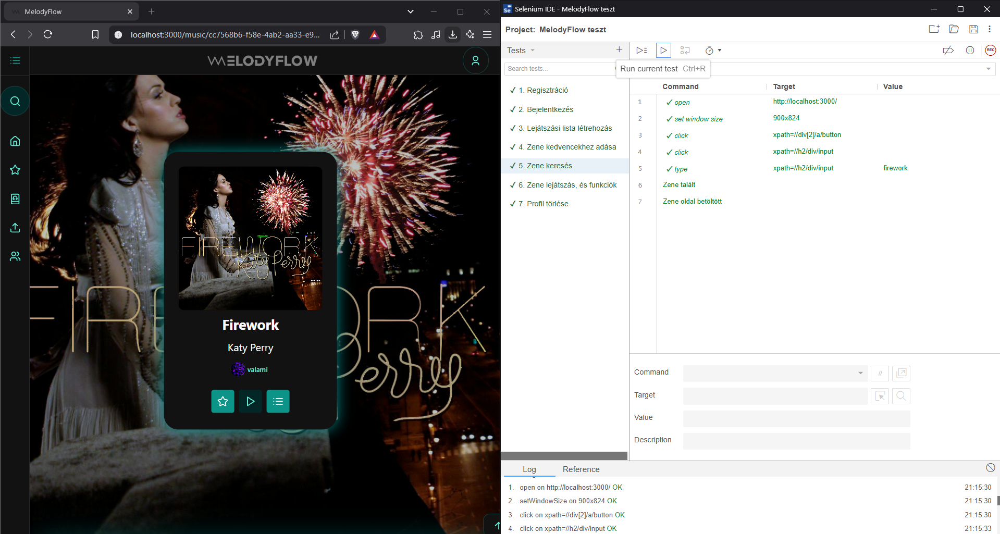 MelodyFlow
localhost:3000/music/cc7568b6-f58e-4ab2-aa33-e9...
MELODYFLOW
FIREWORK
Katy Perry
FIREWORK
Perry
Firework
Katy Perry
valami
Selenium IDE - MelodyFlow teszt
Project: MelodyFlow teszt
Tests
Search tests...
Run current test Ctrl+R
REC
✓ 1. Regisztráció
✓ 2. Bejelentkezés
✓ 3. Lejátszási lista létrehozás
✓ 4. Zene kedvencekhez adása
✓ 5. Zene keresés
✓ 6. Zene lejátszás, és funkciók
✓ 7. Profil törlése
Command Target Value
1 ✓ open http://localhost:3000/
2 ✓ set window size 900x824
3 ✓ click xpath=//div[2]/a/button
4 ✓ click xpath=//h2/div/input
5 ✓ type xpath=//h2/div/input firework
6 Zene talált
7 Zene oldal betöltött
Command //
Target
Value
Description
Log Reference
1. open on http://localhost:3000/ OK 21:15:30
2. setWindowSize on 900x824 OK 21:15:30
3. click on xpath=//div[2]/a/button OK 21:15:30
4. click on xpath=//h2/div/input OK 21:15:33